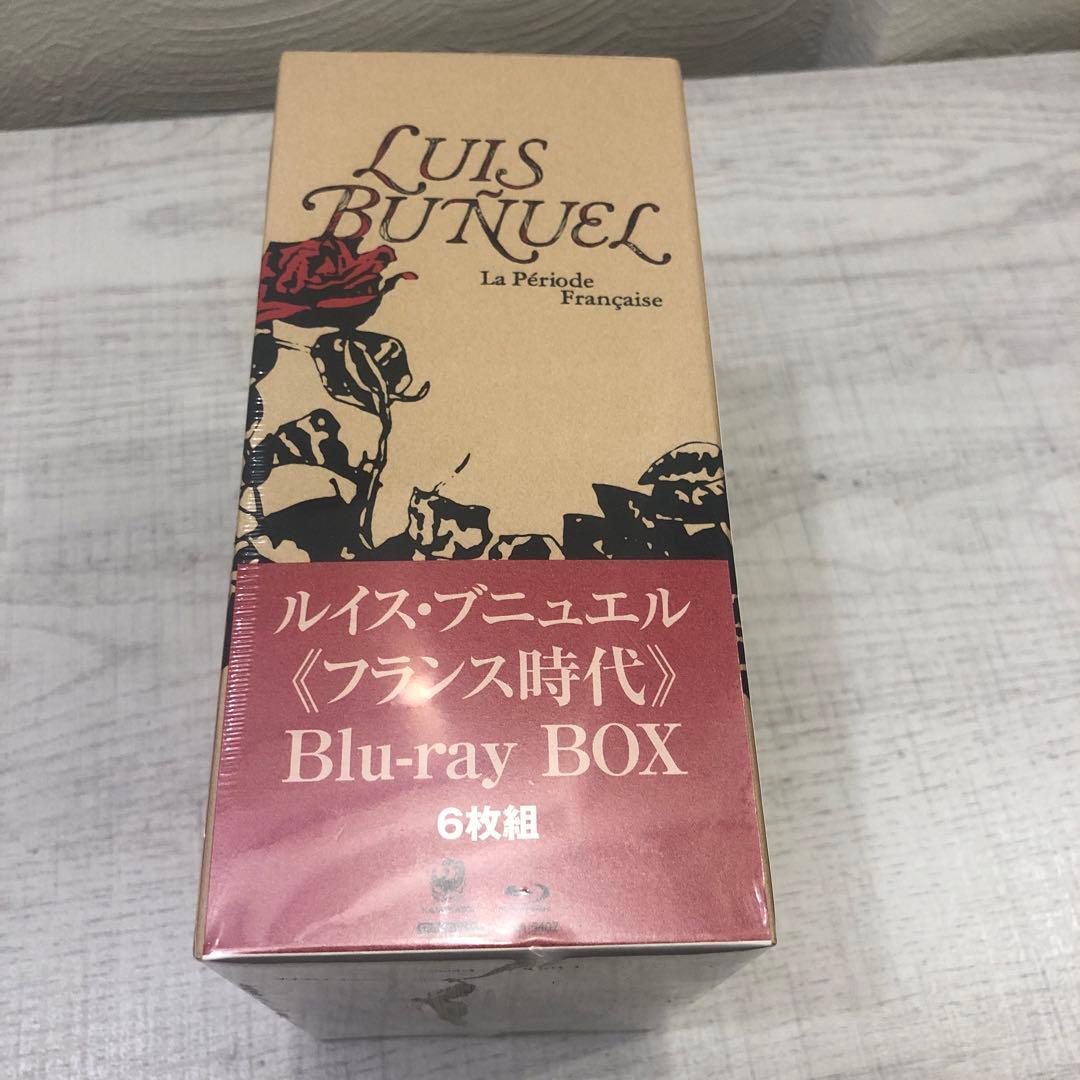 LUIS
BUÑUEL
La Période
Française
ルイス・ブニュエル
《フランス時代》
Blu-ray BOX
6枚組